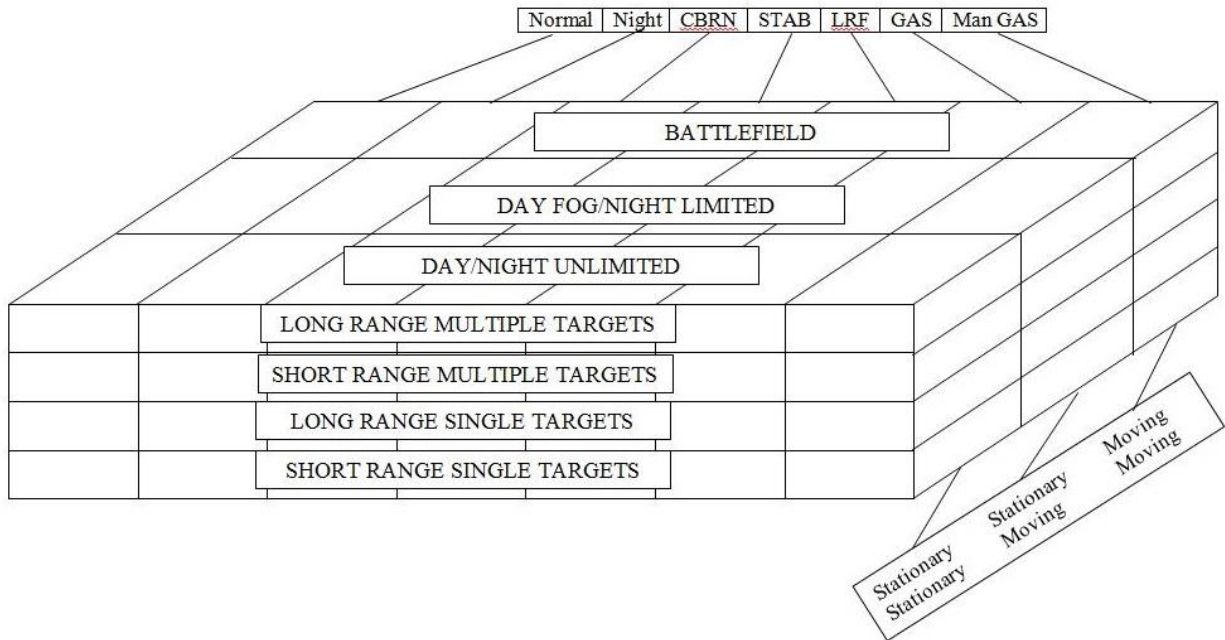 Normal Night CBRN STAB LRF GAS Man GAS
BATTLEFIELD
DAY FOG/NIGHT LIMITED
DAY/NIGHT UNLIMITED
LONG RANGE MULTIPLE TARGETS
SHORT RANGE MULTIPLE TARGETS
LONG RANGE SINGLE TARGETS
SHORT RANGE SINGLE TARGETS
Stationary Stationary Moving
Stationary Moving Moving